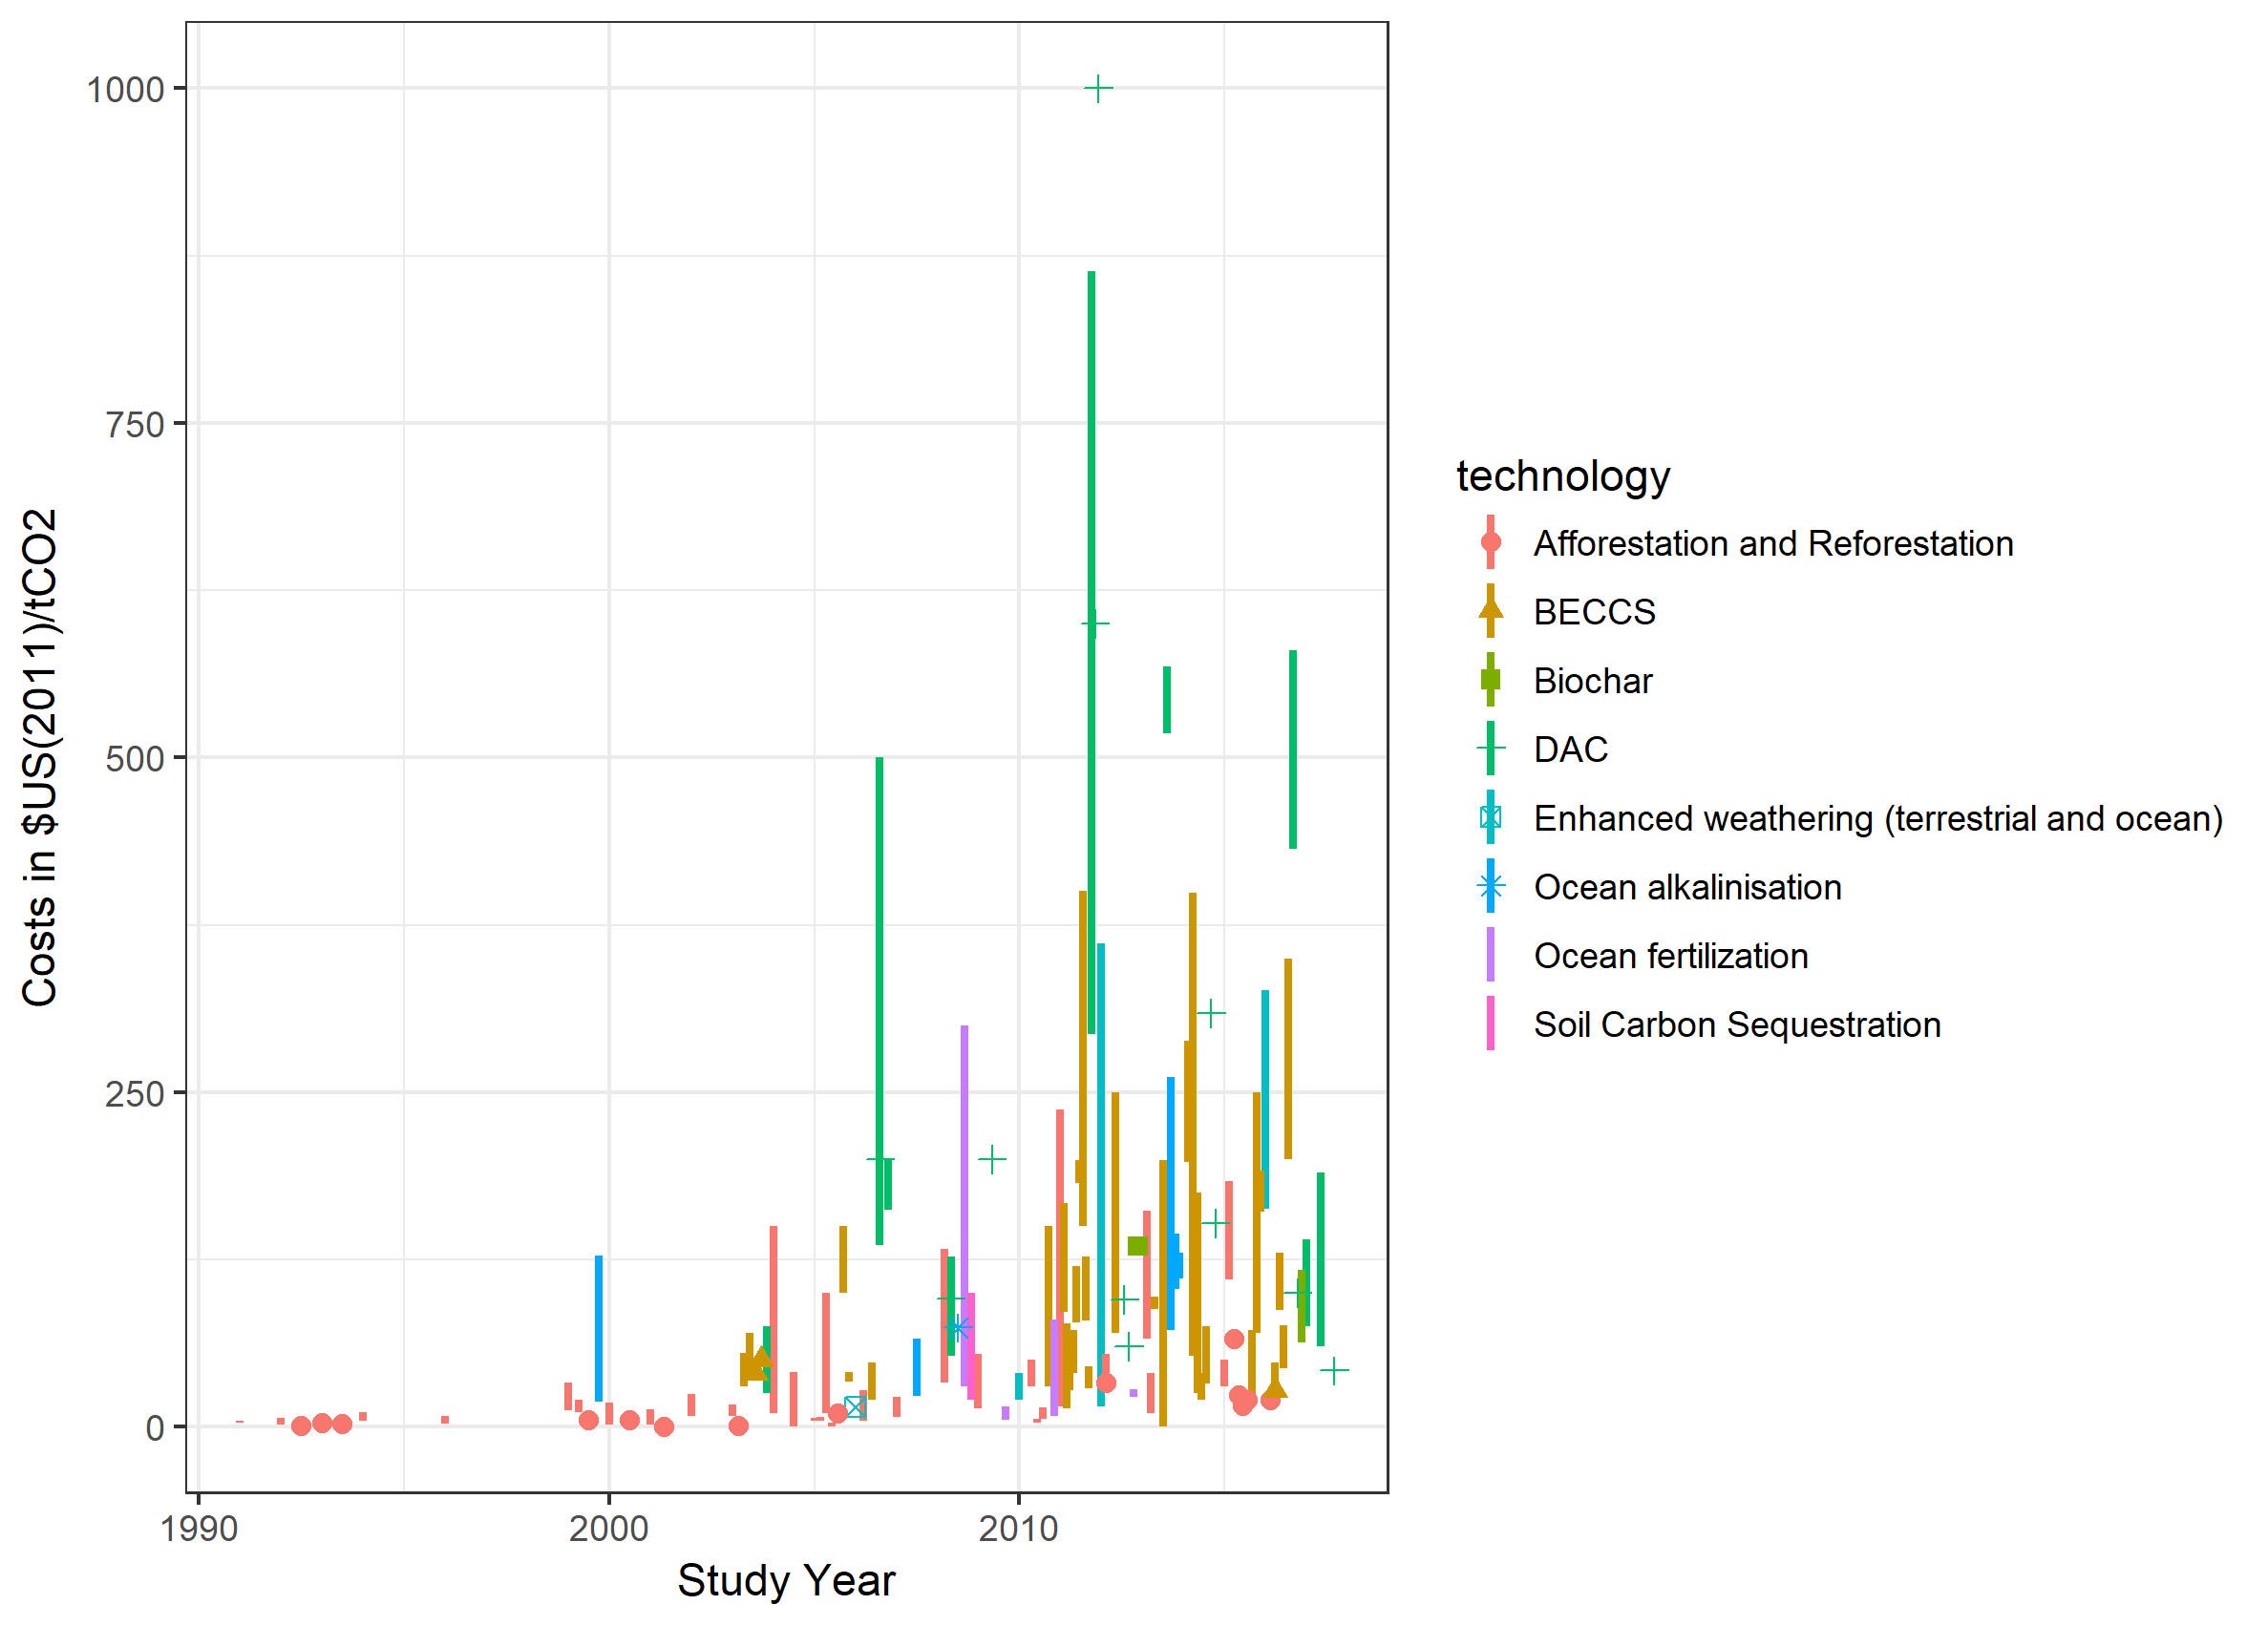 1000
750
500
250
0
Costs in $US(2011)/tCO2
1990
2000
2010
Study Year
technology
Afforestation and Reforestation
BECCS
Biochar
DAC
Enhanced weathering (terrestrial and ocean)
Ocean alkalinisation
Ocean fertilization
Soil Carbon Sequestration